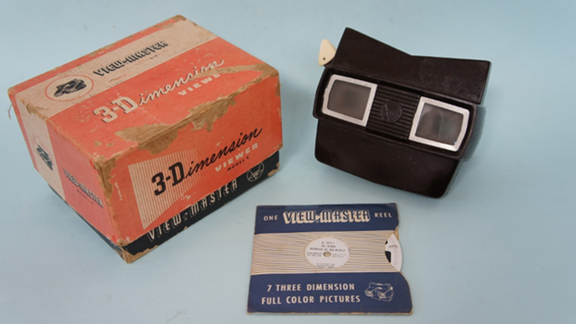 VIEW-MASTER
3-Dimension
VIEWER
3-Dimension
VIEWER
VIEW-MASTER
ONE VIEW-MASTER REEL
7 THREE DIMENSION
FULL COLOR PICTURES